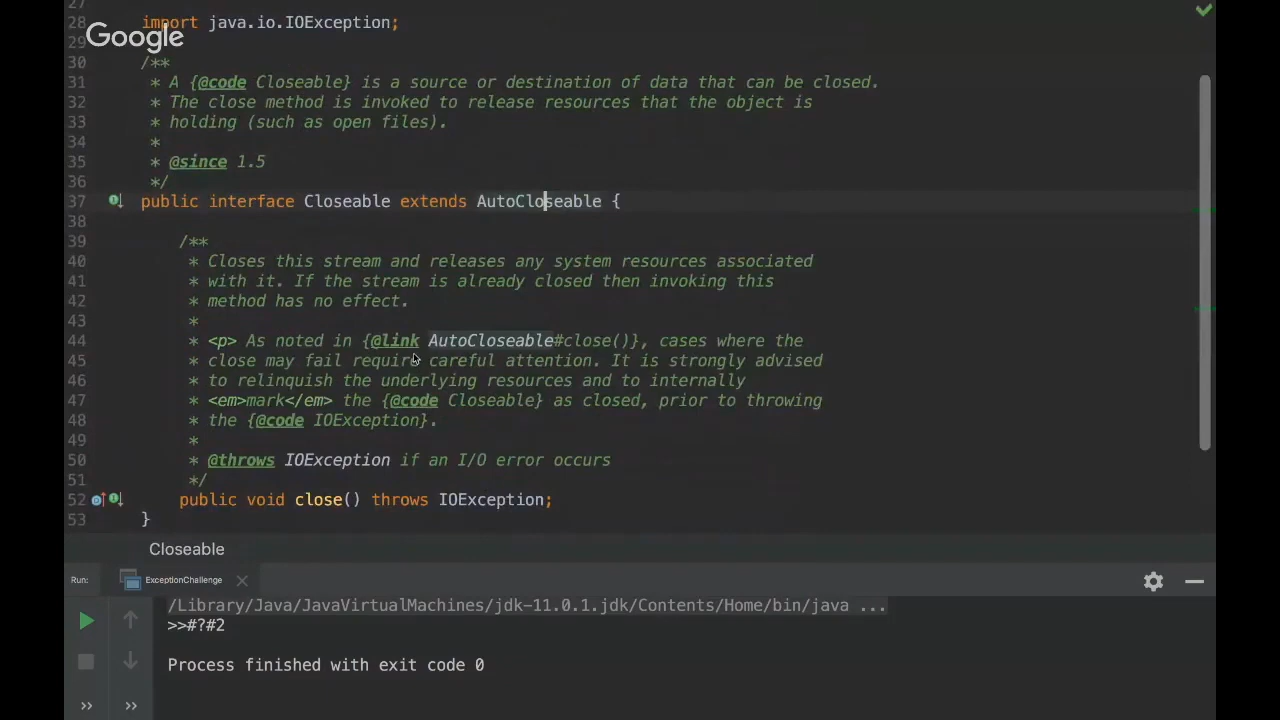 27
28 import java.io.IOException;
Google
29
30 /**
31 * A {@code Closeable} is a source or destination of data that can be closed.
32 * The close method is invoked to release resources that the object is
33 * holding (such as open files).
34 *
35 * @since 1.5
36 */
37 public interface Closeable extends AutoCloseable {
38
39 /**
40 * Closes this stream and releases any system resources associated
41 * with it. If the stream is already closed then invoking this
42 * method has no effect.
43 *
44 * <p> As noted in {@link AutoCloseable#close()}, cases where the
45 * close may fail require careful attention. It is strongly advised
46 * to relinquish the underlying resources and to internally
47 * <em>mark</em> the {@code Closeable} as closed, prior to throwing
48 * the {@code IOException}.
49 *
50 * @throws IOException if an I/O error occurs
51 */
52 public void close() throws IOException;
53 }
Closeable
Run: ExceptionChallenge
/Library/Java/JavaVirtualMachines/jdk-11.0.1.jdk/Contents/Home/bin/java ...
>>#?#2
Process finished with exit code 0